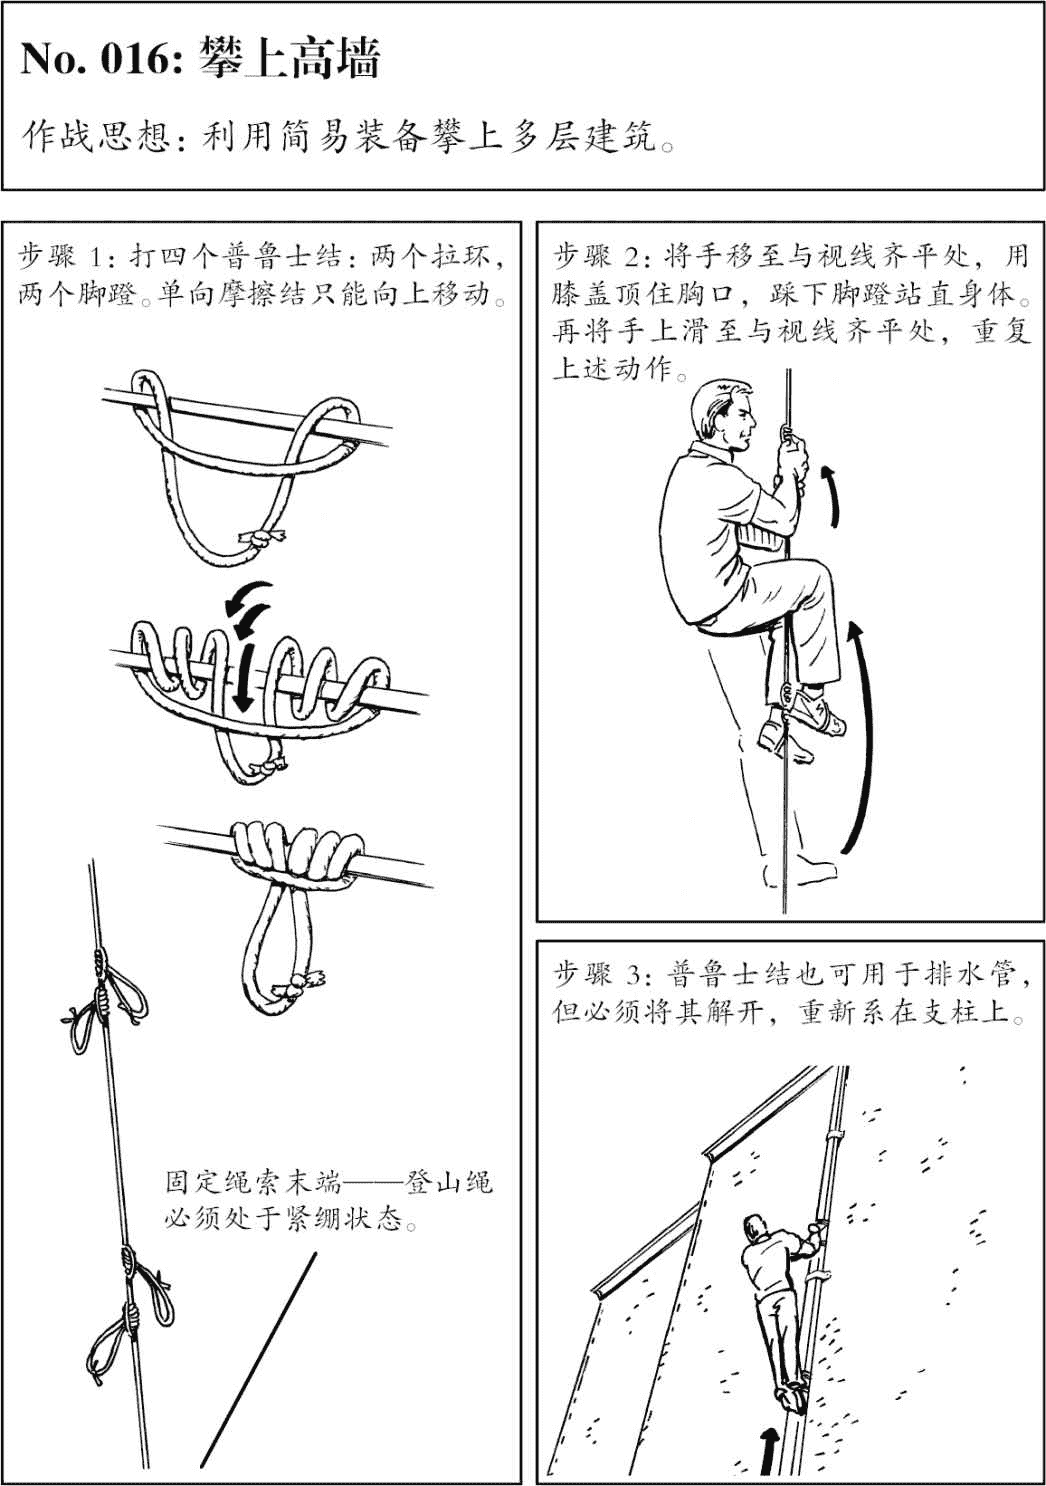 No. 016: 攀上高墙
作战思想：利用简易装备攀上多层建筑。
步骤 1：打四个普鲁士结：两个拉环，
两个脚蹬。单向摩擦结只能向上移动。
固定绳索末端——登山绳
必须处于紧绷状态。
步骤 2：将手移至与视线齐平处，用
膝盖顶住胸口，踩下脚蹬站直身体。
再将手上滑至与视线齐平处，重复
上述动作。
步骤 3：普鲁士结也可用于排水管，
但必须将其解开，重新系在支柱上。